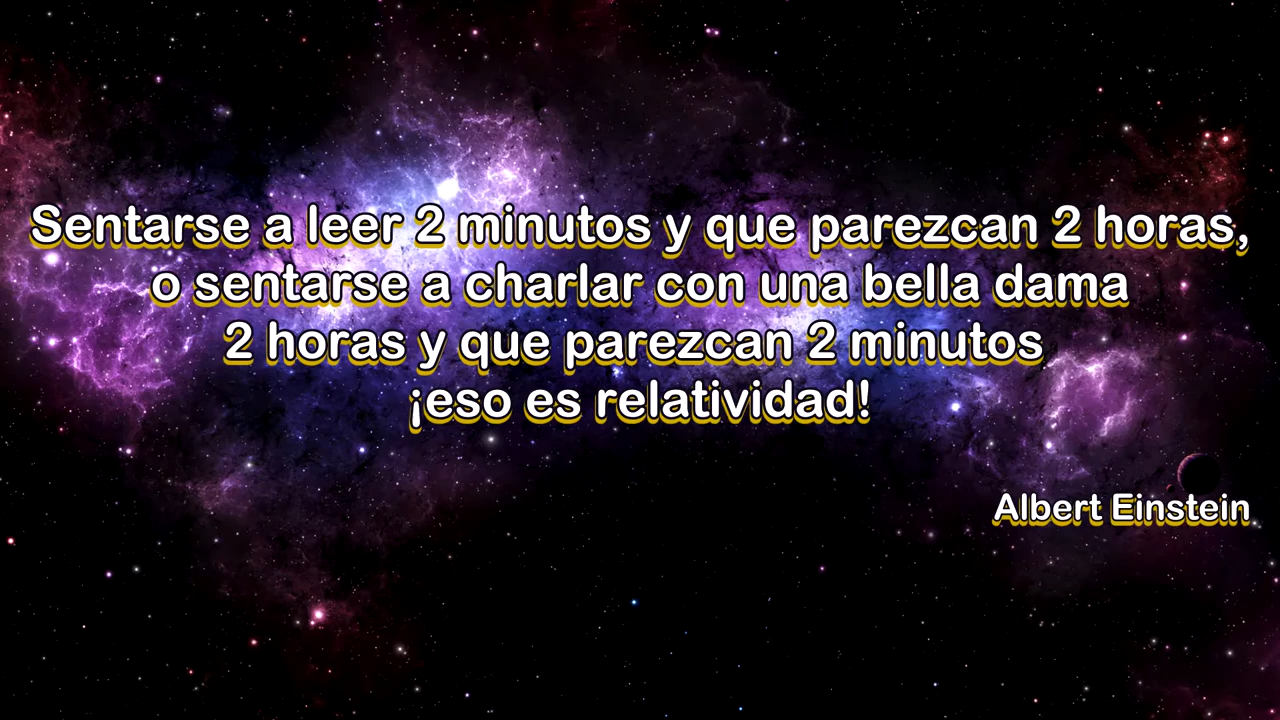 Sentarse a leer 2 minutos y que parezcan 2 horas,
o sentarse a charlar con una bella dama
2 horas y que parezcan 2 minutos
¡eso es relatividad!
Albert Einstein